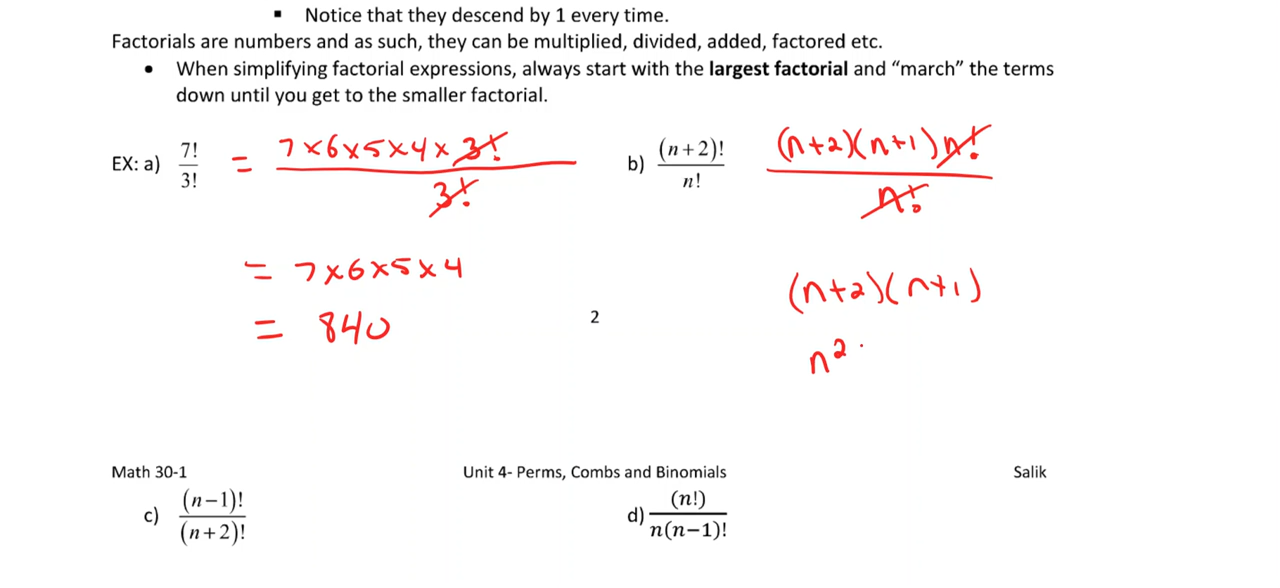 ▪ Notice that they descend by 1 every time.
Factorials are numbers and as such, they can be multiplied, divided, added, factored etc.
• When simplifying factorial expressions, always start with the largest factorial and “march” the terms
down until you get to the smaller factorial.
EX: a) 7!/3! = 7×6×5×4×3!/3!
b) (n+2)!/n! (n+2)(n+1)n!/n!
= 7×6×5×4
(n+2)(n+1)
= 840
2
n².
Math 30-1 Unit 4- Perms, Combs and Binomials Salik
c) (n−1)!/(n+2)!
d) (n!)/n(n−1)!